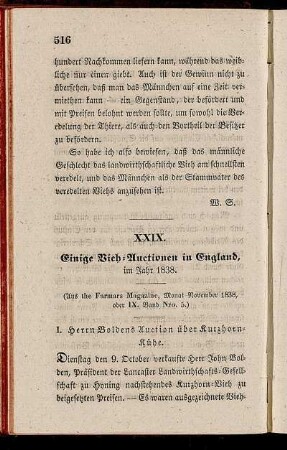 516
hundert Nachkommen liefern kann, während das weib-
liche nur einen giebt. Auch ist der Gewinn nicht zu
übersehen, daß man das Männchen auf eine Zeit ver-
miethen kann — ein Gegenstand, der befördert und
mit Preisen belohnt werden sollte, um sowohl die Ver-
edelung der Thiere, als auch den Vortheil der Besitzer
zu befördern.
So habe ich also bewiesen, daß das männliche
Geschlecht das landwirthschaftliche Vieh am schnellsten
veredelt, und das Männchen als der Stammvater des
veredelten Viehs anzusehen ist.
W. S.
XXIX.
Einige Vieh-Auctionen in England,
im Jahr 1838.
(Aus the Farmars Magazine, Monat November 1838,
oder IX. Band Nro. 5.)
1. Herrn Boldens Auction über Kurzhorn-
Kühe.
Dienstag den 9. October verkaufte Herr John Bol-
den, Präsident der Lancaster Landwirthschafts-Gesell-
schaft zu Hyning nachstehendes Kurzhorn-Vieh zu
beigesetzten Preisen. — Es waren ausgezeichnete Vieh-